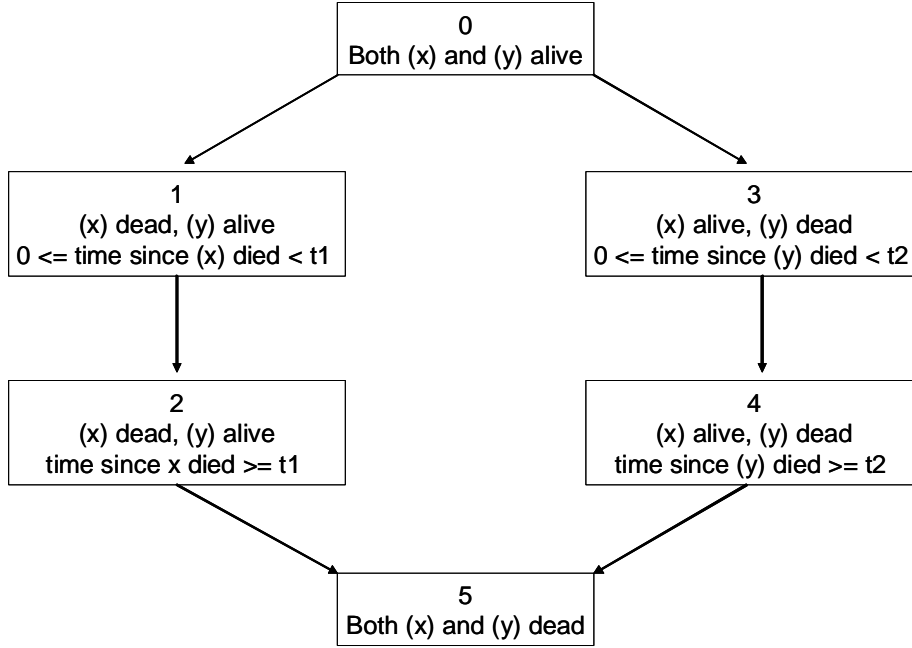 0
Both (x) and (y) alive
1
(x) dead, (y) alive
0 <= time since (x) died < t1
3
(x) alive, (y) dead
0 <= time since (y) died < t2
2
(x) dead, (y) alive
time since x died >= t1
4
(x) alive, (y) dead
time since (y) died >= t2
5
Both (x) and (y) dead